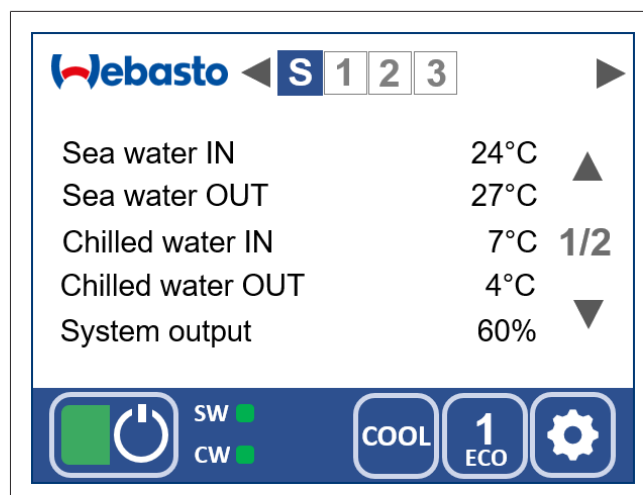 Webasto S 1 2 3
Sea water IN 24°C
Sea water OUT 27°C
Chilled water IN 7°C 1/2
Chilled water OUT 4°C
System output 60%
SW
CW
COOL
1
ECO